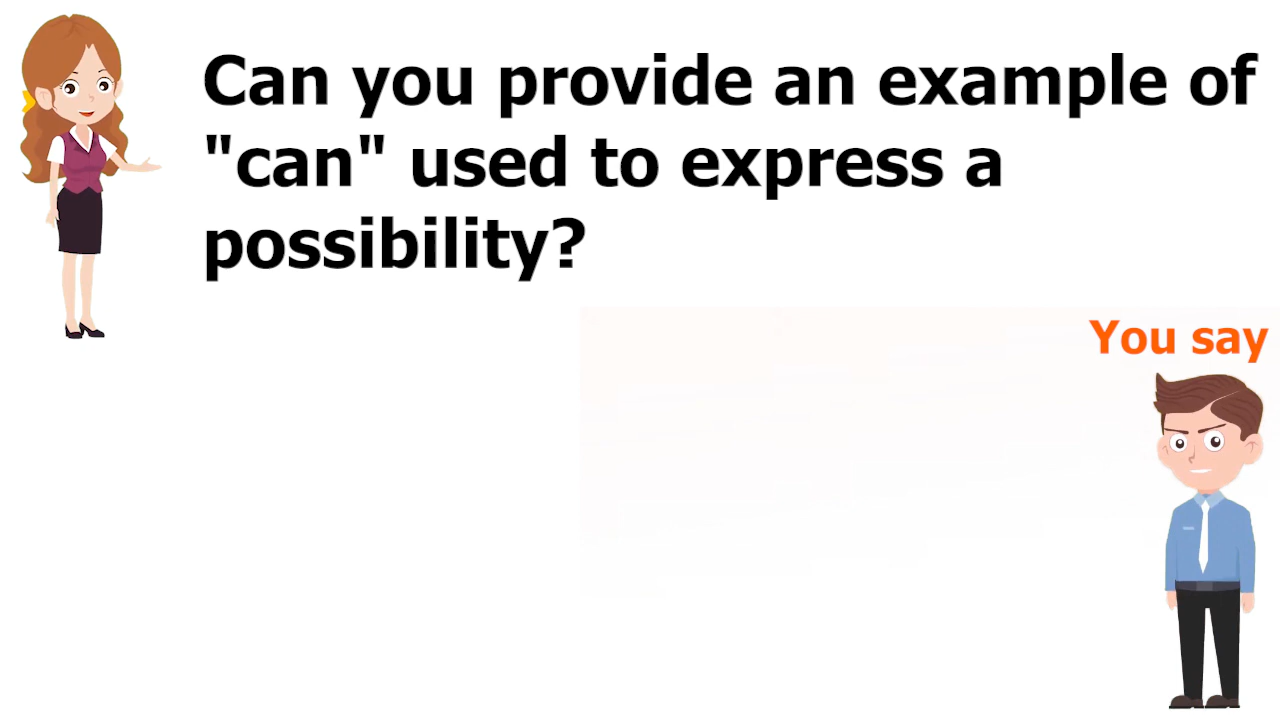 Can you provide an example of
"can" used to express a
possibility?
You say